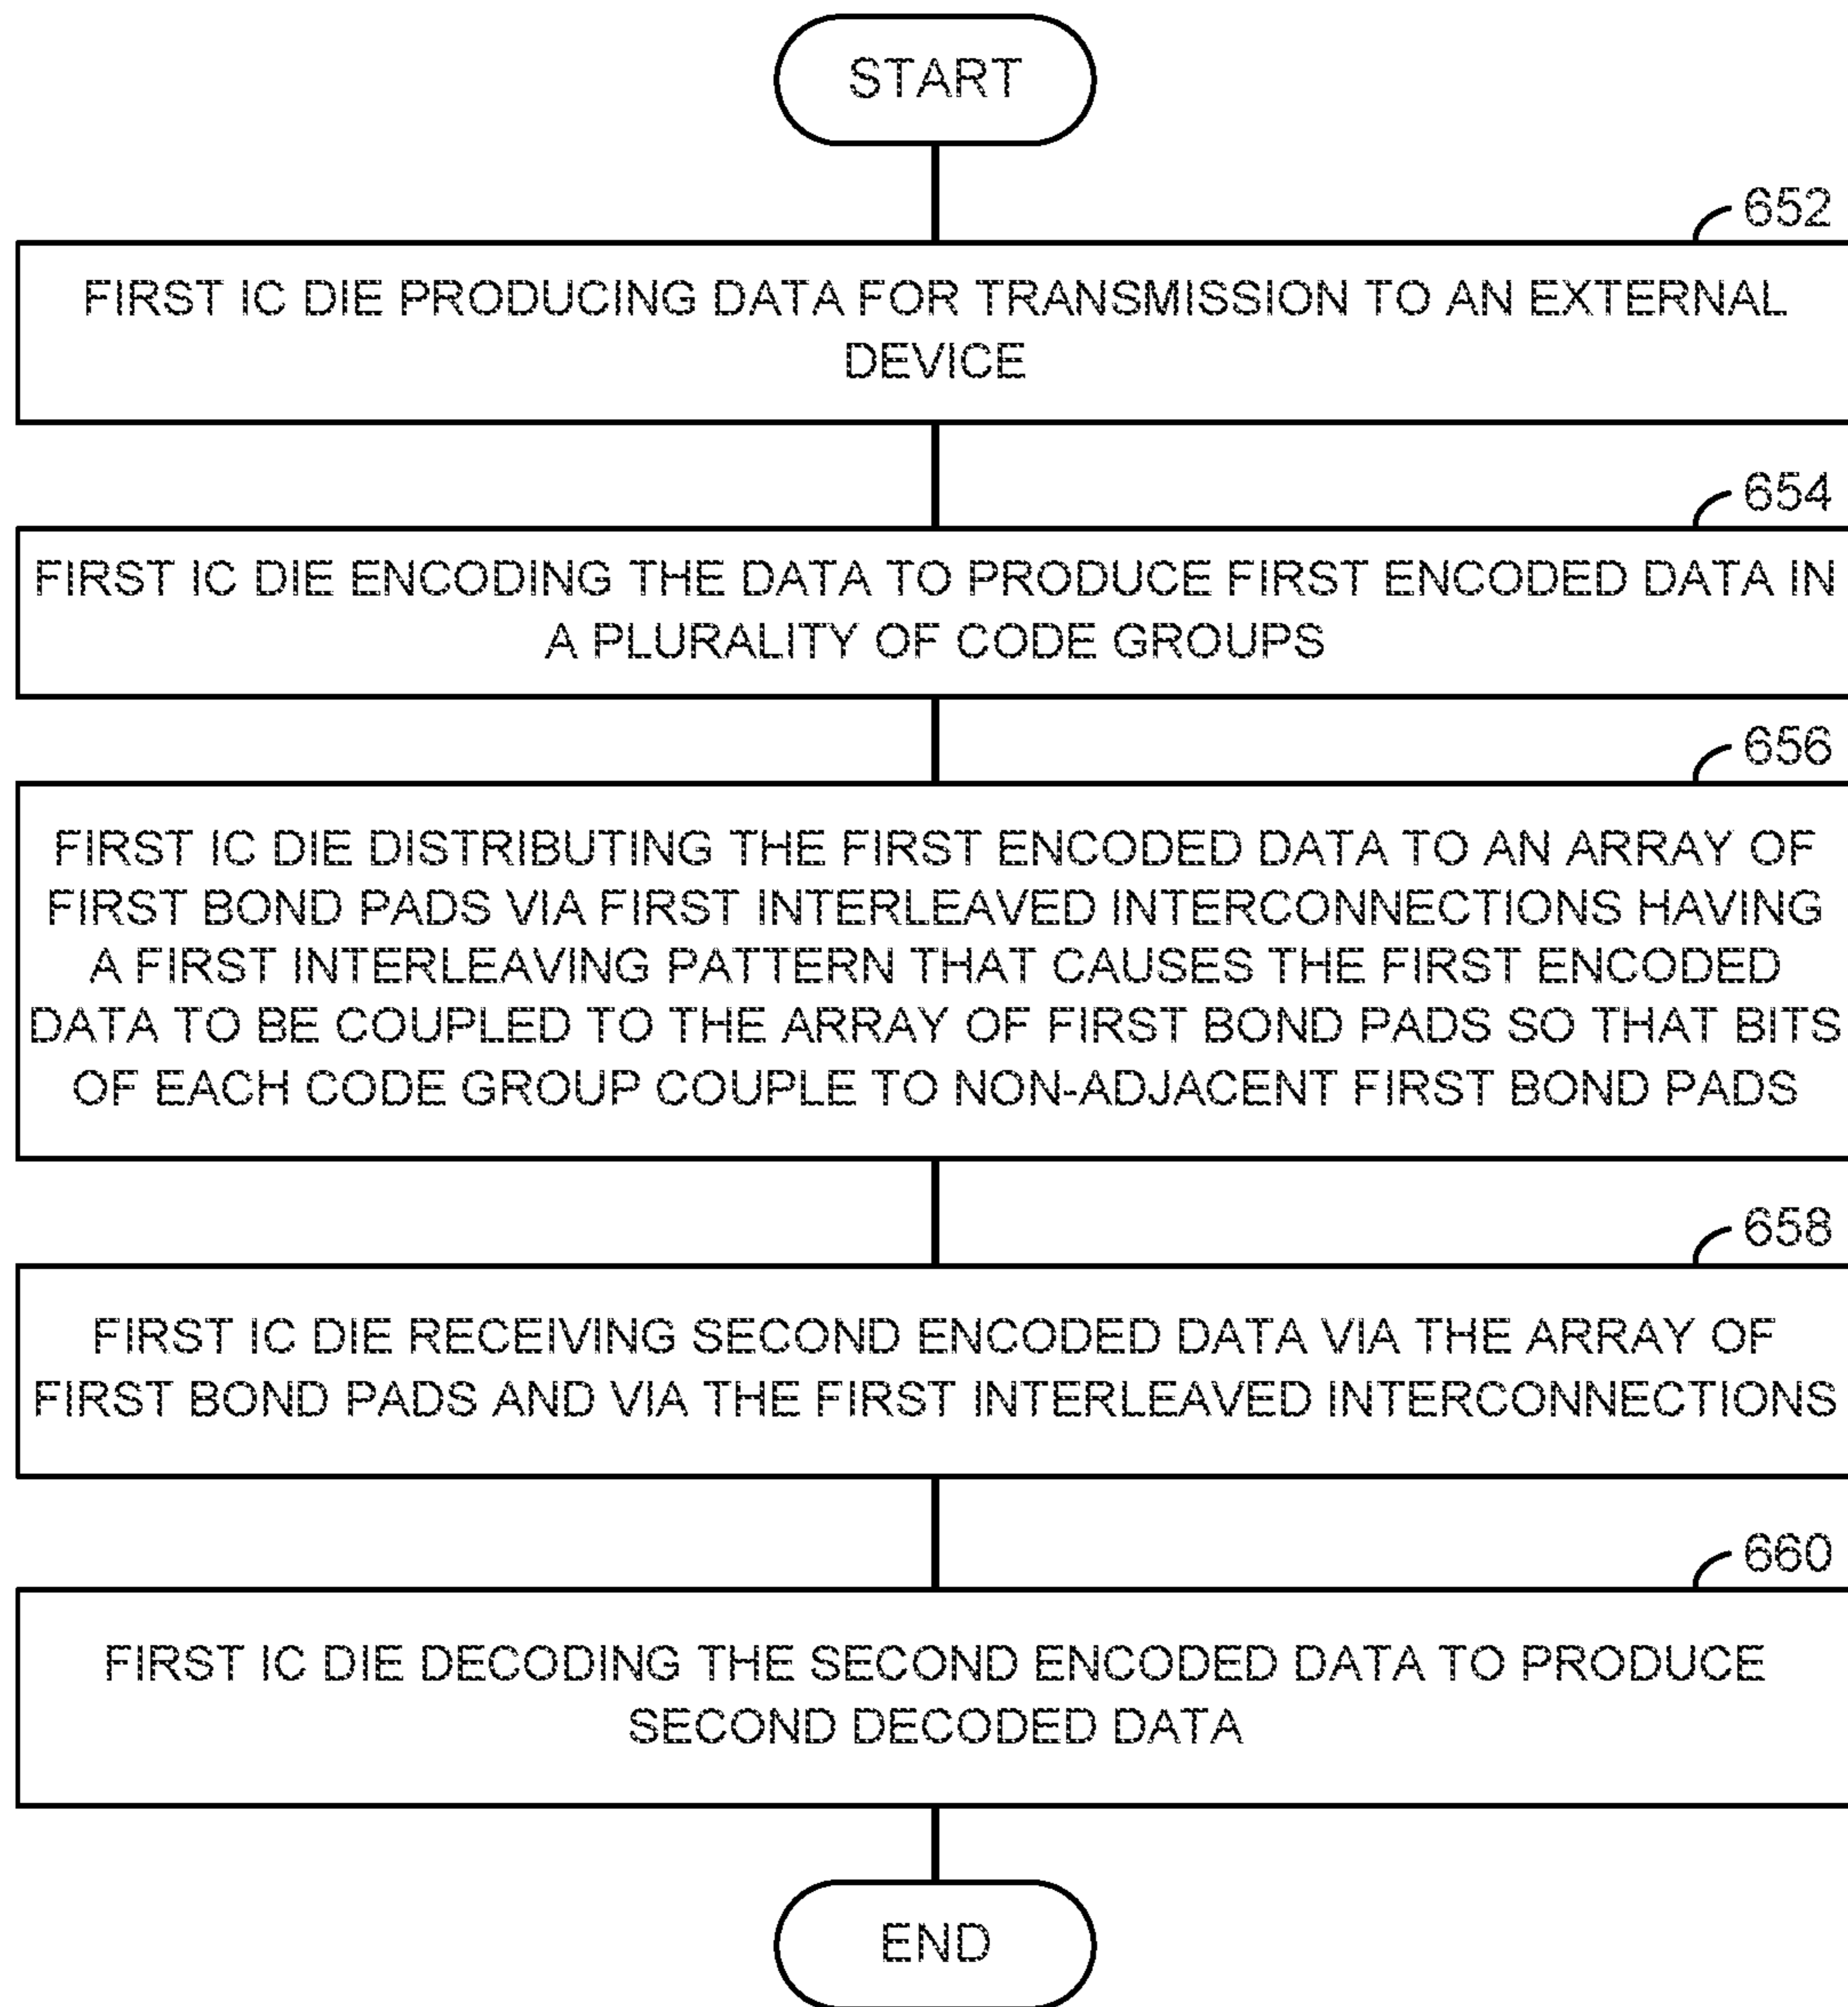 START
652
FIRST IC DIE PRODUCING DATA FOR TRANSMISSION TO AN EXTERNAL
DEVICE
654
FIRST IC DIE ENCODING THE DATA TO PRODUCE FIRST ENCODED DATA IN
A PLURALITY OF CODE GROUPS
656
FIRST IC DIE DISTRIBUTING THE FIRST ENCODED DATA TO AN ARRAY OF
FIRST BOND PADS VIA FIRST INTERLEAVED INTERCONNECTIONS HAVING
A FIRST INTERLEAVING PATTERN THAT CAUSES THE FIRST ENCODED
DATA TO BE COUPLED TO THE ARRAY OF FIRST BOND PADS SO THAT BITS
OF EACH CODE GROUP COUPLE TO NON-ADJACENT FIRST BOND PADS
658
FIRST IC DIE RECEIVING SECOND ENCODED DATA VIA THE ARRAY OF
FIRST BOND PADS AND VIA THE FIRST INTERLEAVED INTERCONNECTIONS
660
FIRST IC DIE DECODING THE SECOND ENCODED DATA TO PRODUCE
SECOND DECODED DATA
END